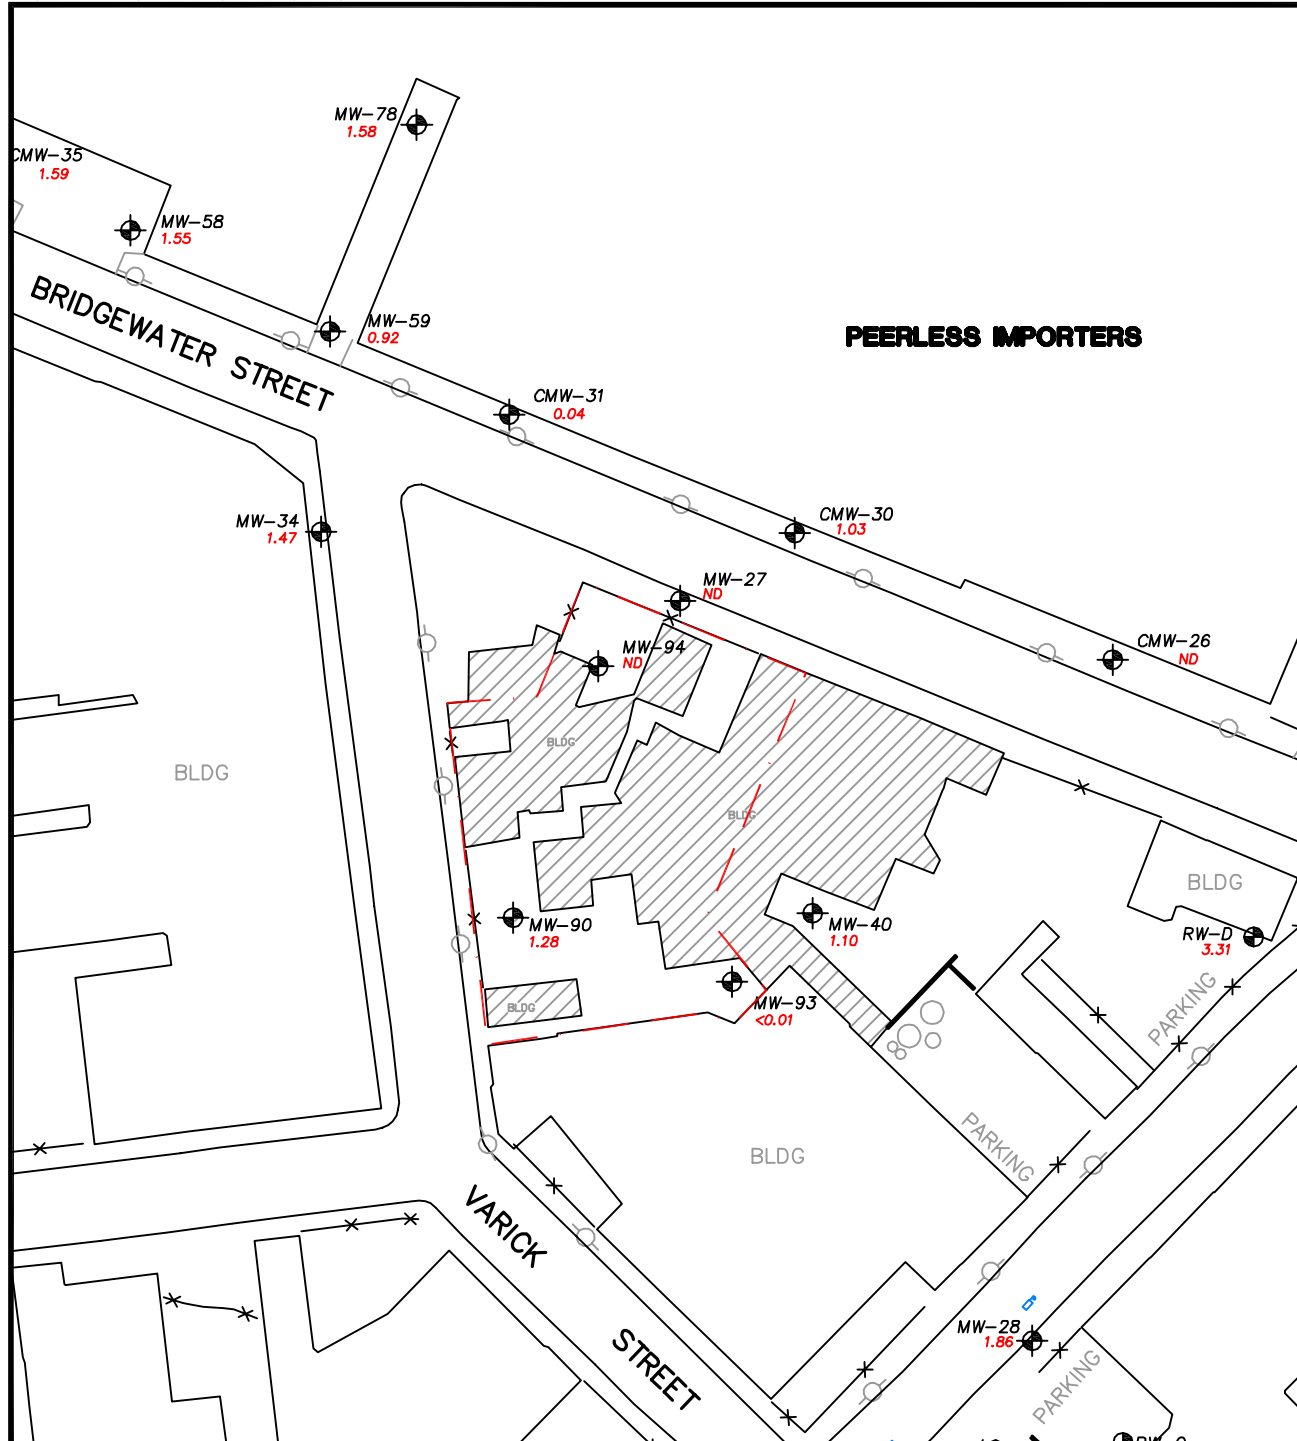 MW-78
1.58
CMW-35
1.59
MW-58
1.55
BRIDGEWATER STREET
MW-59
0.92
PEERLESS IMPORTERS
CMW-31
0.04
MW-34
1.47
CMW-30
1.03
MW-27
ND
MW-94
ND
CMW-26
ND
BLDG
BLDG
BLDG
BLDG
MW-90
1.28
MW-40
1.10
RW-D
3.31
MW-93
<0.01
BLDG
PARKING
PARKING
BLDG
VARICK
STREET
MW-28
1.86
PARKING